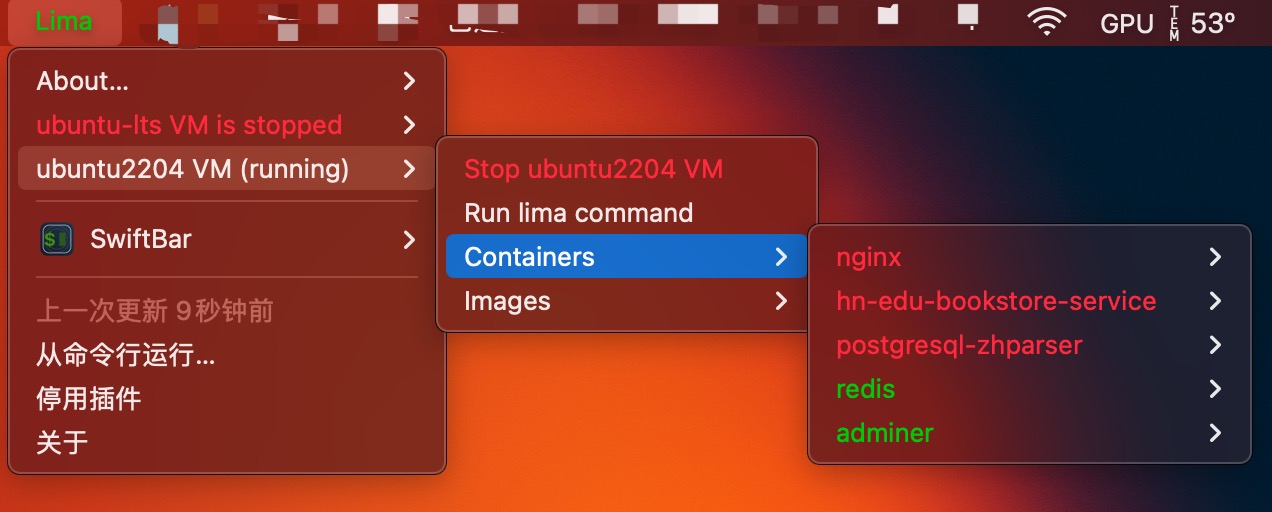 Lima
GPU TEM 53º
About...
ubuntu-lts VM is stopped
ubuntu2204 VM (running)
SwiftBar
上一次更新 9秒钟前
从命令行运行...
停用插件
关于
Stop ubuntu2204 VM
Run lima command
Containers
Images
nginx
hn-edu-bookstore-service
postgresql-zhparser
redis
adminer